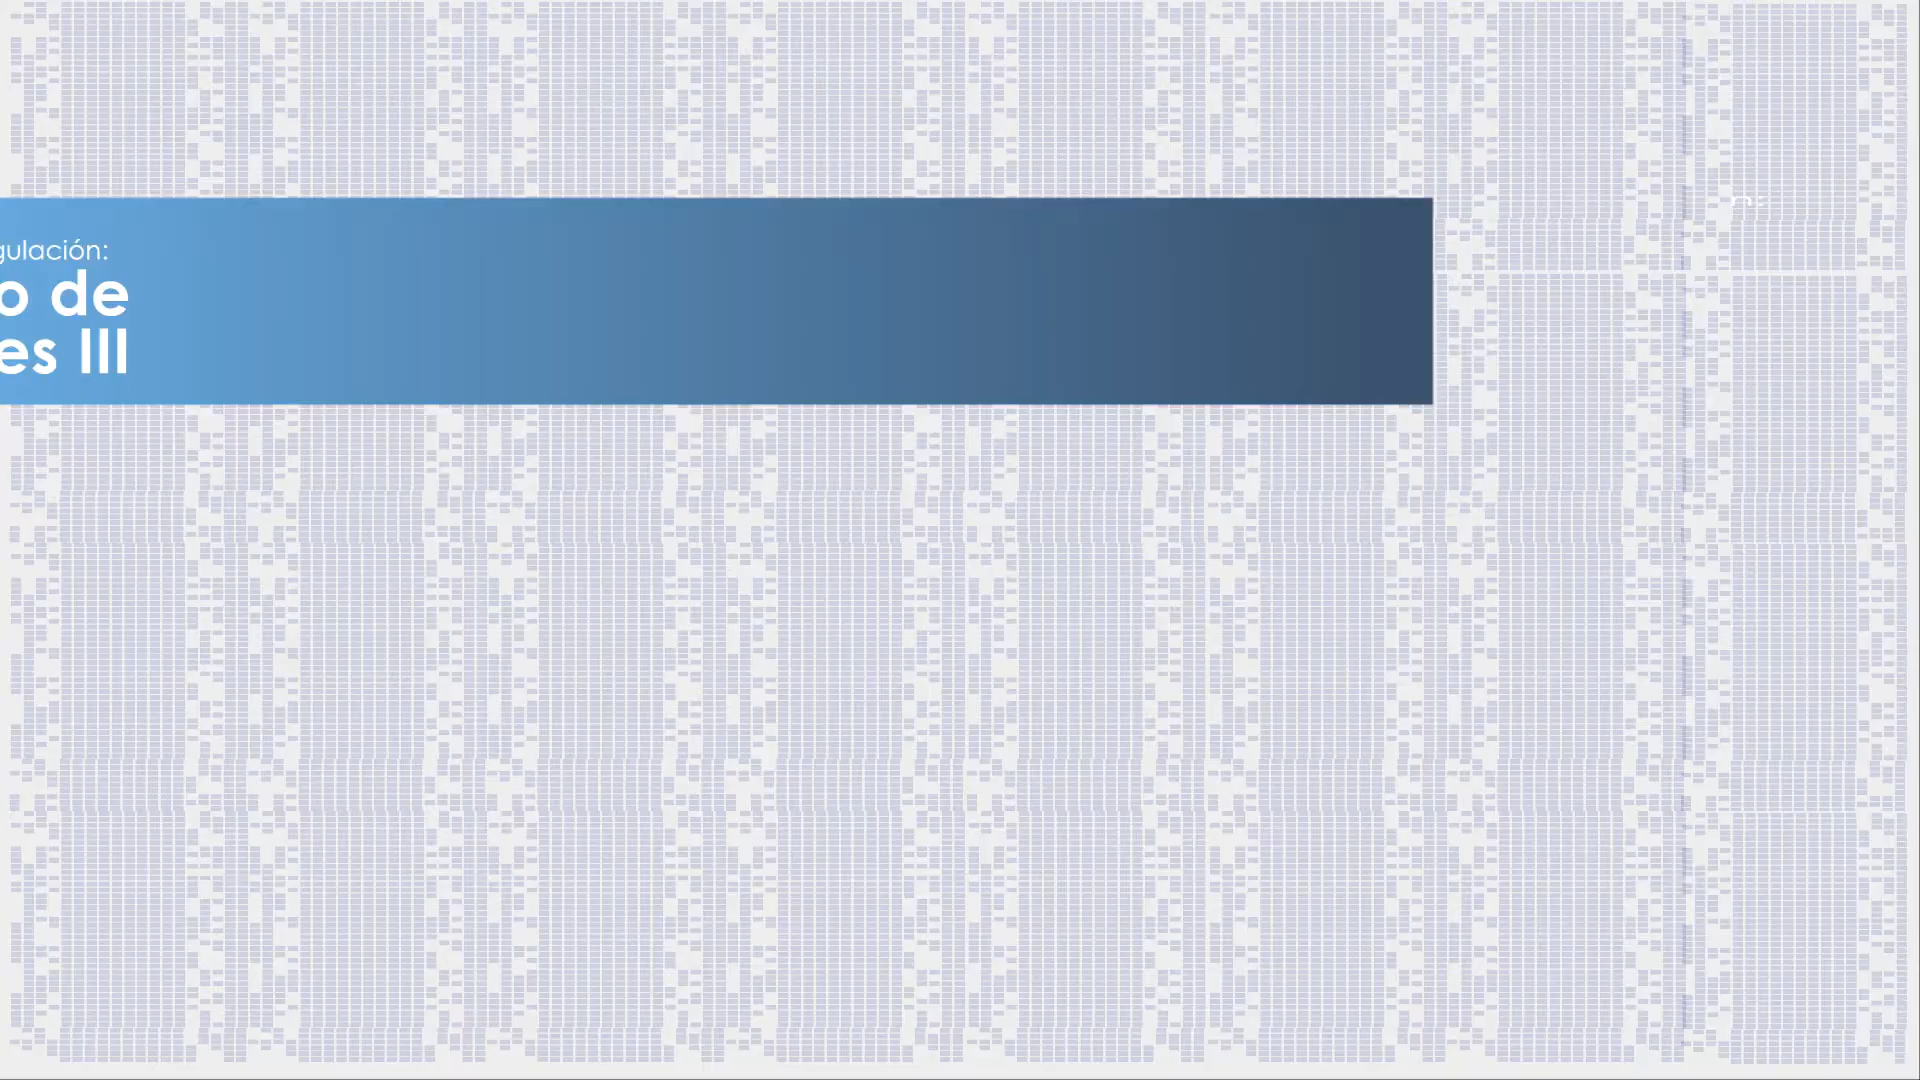 gulación:
o de
es III